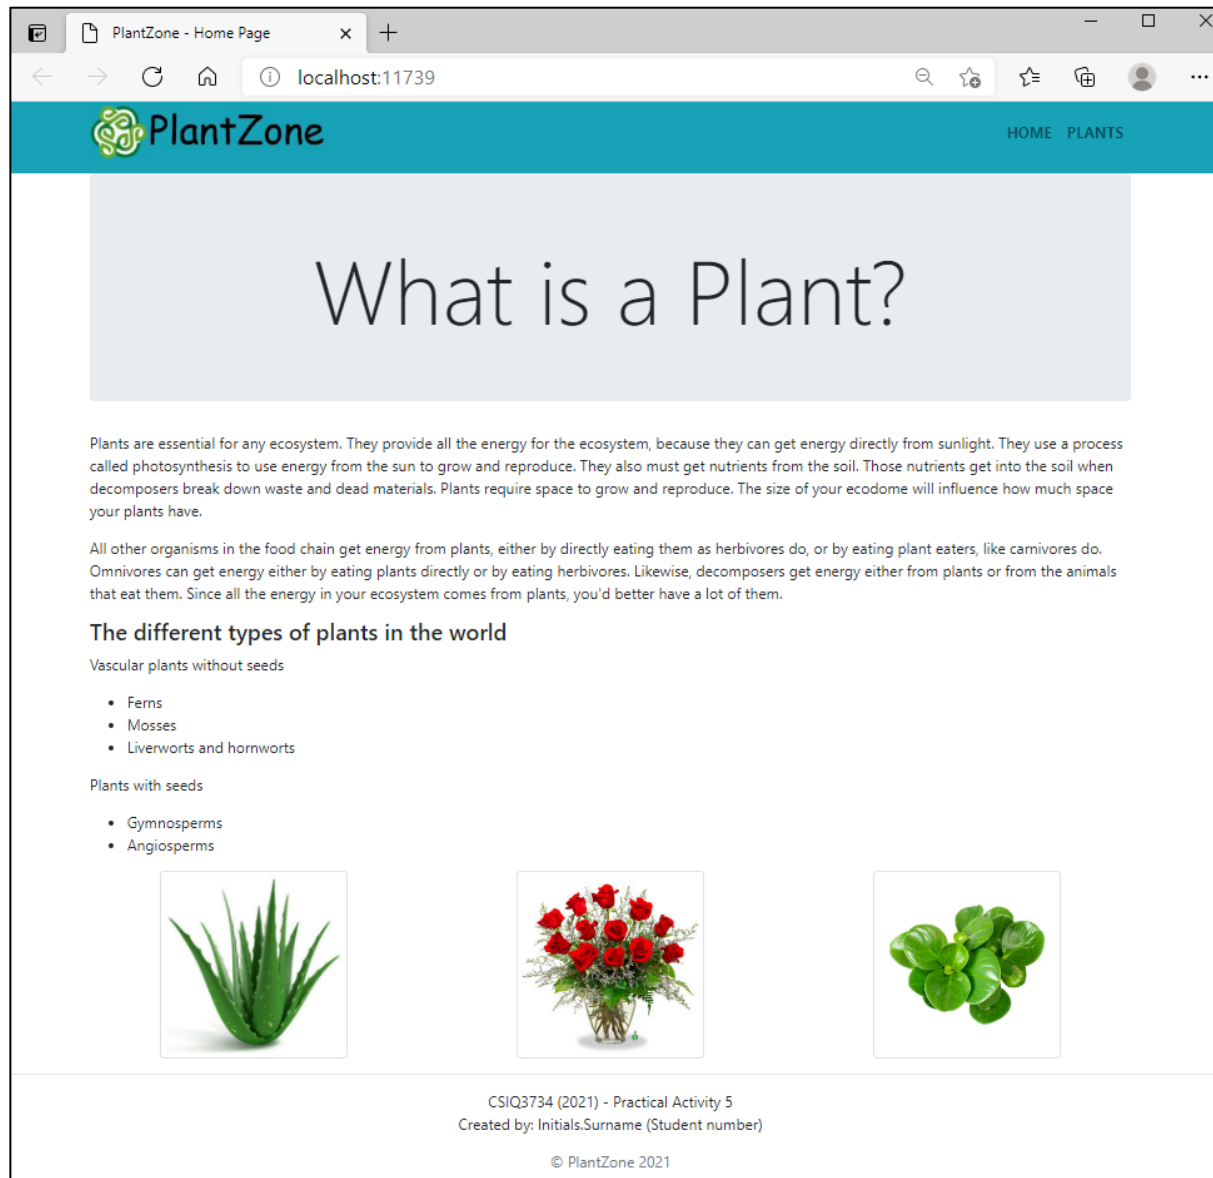 PlantZone - Home Page
localhost:11739
PlantZone
HOME PLANTS
What is a Plant?
Plants are essential for any ecosystem. They provide all the energy for the ecosystem, because they can get energy directly from sunlight. They use a process
called photosynthesis to use energy from the sun to grow and reproduce. They also must get nutrients from the soil. Those nutrients get into the soil when
decomposers break down waste and dead materials. Plants require space to grow and reproduce. The size of your ecodome will influence how much space
your plants have.
All other organisms in the food chain get energy from plants, either by directly eating them as herbivores do, or by eating plant eaters, like carnivores do.
Omnivores can get energy either by eating plants directly or by eating herbivores. Likewise, decomposers get energy either from plants or from the animals
that eat them. Since all the energy in your ecosystem comes from plants, you'd better have a lot of them.
The different types of plants in the world
Vascular plants without seeds
• Ferns
• Mosses
• Liverworts and hornworts
Plants with seeds
• Gymnosperms
• Angiosperms
CSIQ3734 (2021) - Practical Activity 5
Created by: Initials.Surname (Student number)
© PlantZone 2021